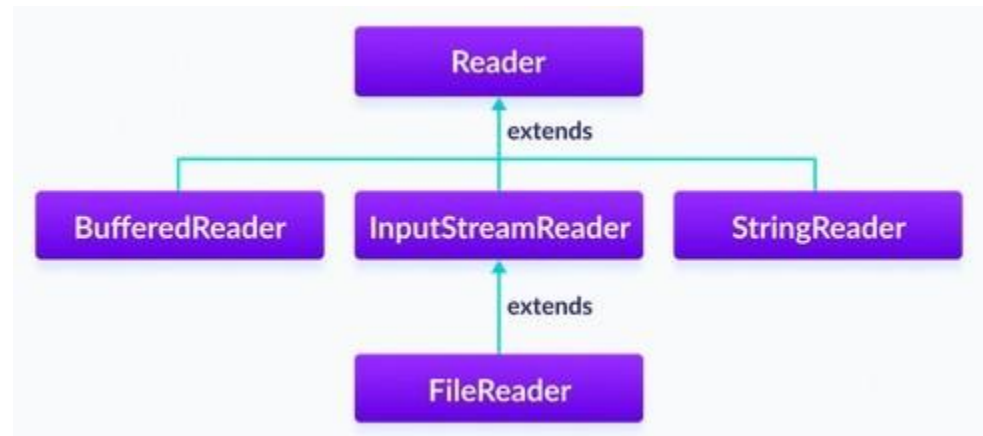 Reader
extends
BufferedReader
InputStreamReader
StringReader
extends
FileReader